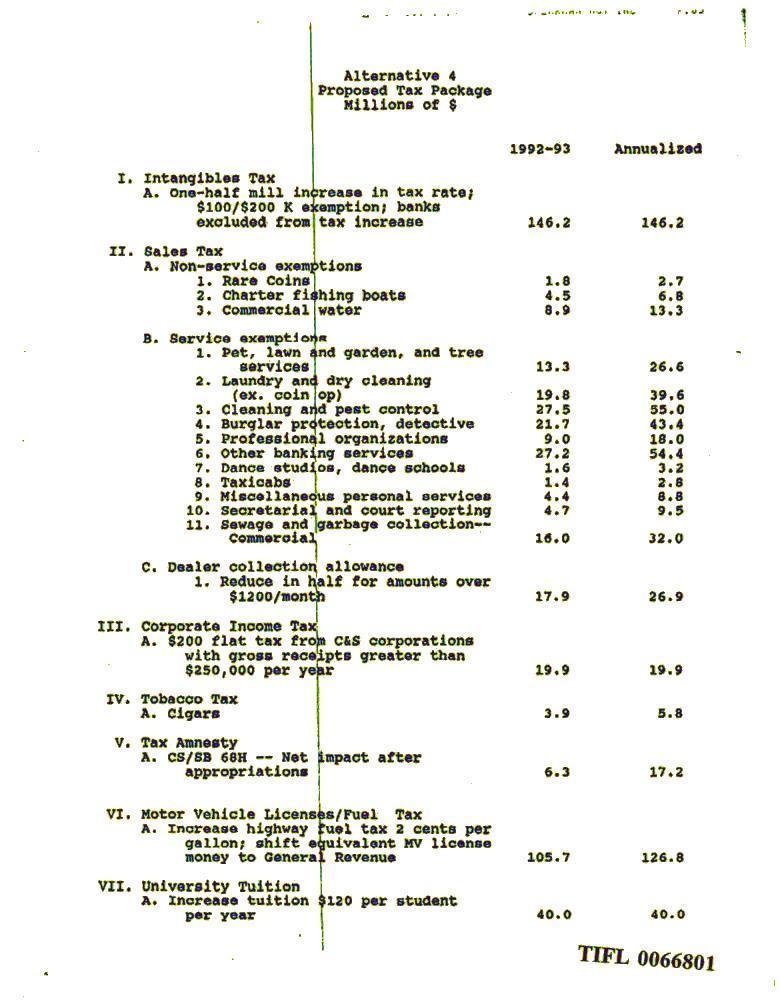 Alternative 4
Proposed Tax Package
Millions of $
1992-93 Annualized
I. Intangibles Tax
A. One-half mill increase in tax rate;
$100/$200 K exemption; banks
excluded from tax increase 146.2 146.2
II. Sales Tax
A. Non-service exemptions
1. Rare Coins 1.8 2.7
2. Charter fishing boats 4.5 6.8
3. Commercial water 8.9 13.3
B. Service exemptions
1. Pet, lawn and garden, and tree
services 13.3 26.6
2. Laundry and dry cleaning
(ex. coin op) 19.8 39.6
3. Cleaning and pest control 27.5 55.0
4. Burglar protection, detective 21.7 43.4
5. Professional organizations 9.0 18.0
6. Other banking services 27.2 54.4
7. Dance studios, dance schools 1.6 3.2
8. Taxicabs 1.4 2.8
9. Miscellaneous personal services 4.4 8.8
10. Secretarial and court reporting 4.7 9.5
11. Sewage and garbage collection--
Commercial 16.0 32.0
C. Dealer collection allowance
1. Reduce in half for amounts over
$1200/month 17.9 26.9
III. Corporate Income Tax
A. $200 flat tax from C&S corporations
with gross receipts greater than
$250,000 per year 19.9 19.9
IV. Tobacco Tax
A. Cigars 3.9 5.8
V. Tax Amnesty
A. CS/SB 68H -- Net impact after
appropriations 6.3 17.2
VI. Motor Vehicle Licenses/Fuel Tax
A. Increase highway fuel tax 2 cents per
gallon; shift equivalent MV license
money to General Revenue 105.7 126.8
VII. University Tuition
A. Increase tuition $120 per student
per year 40.0 40.0
TIFL 0066801